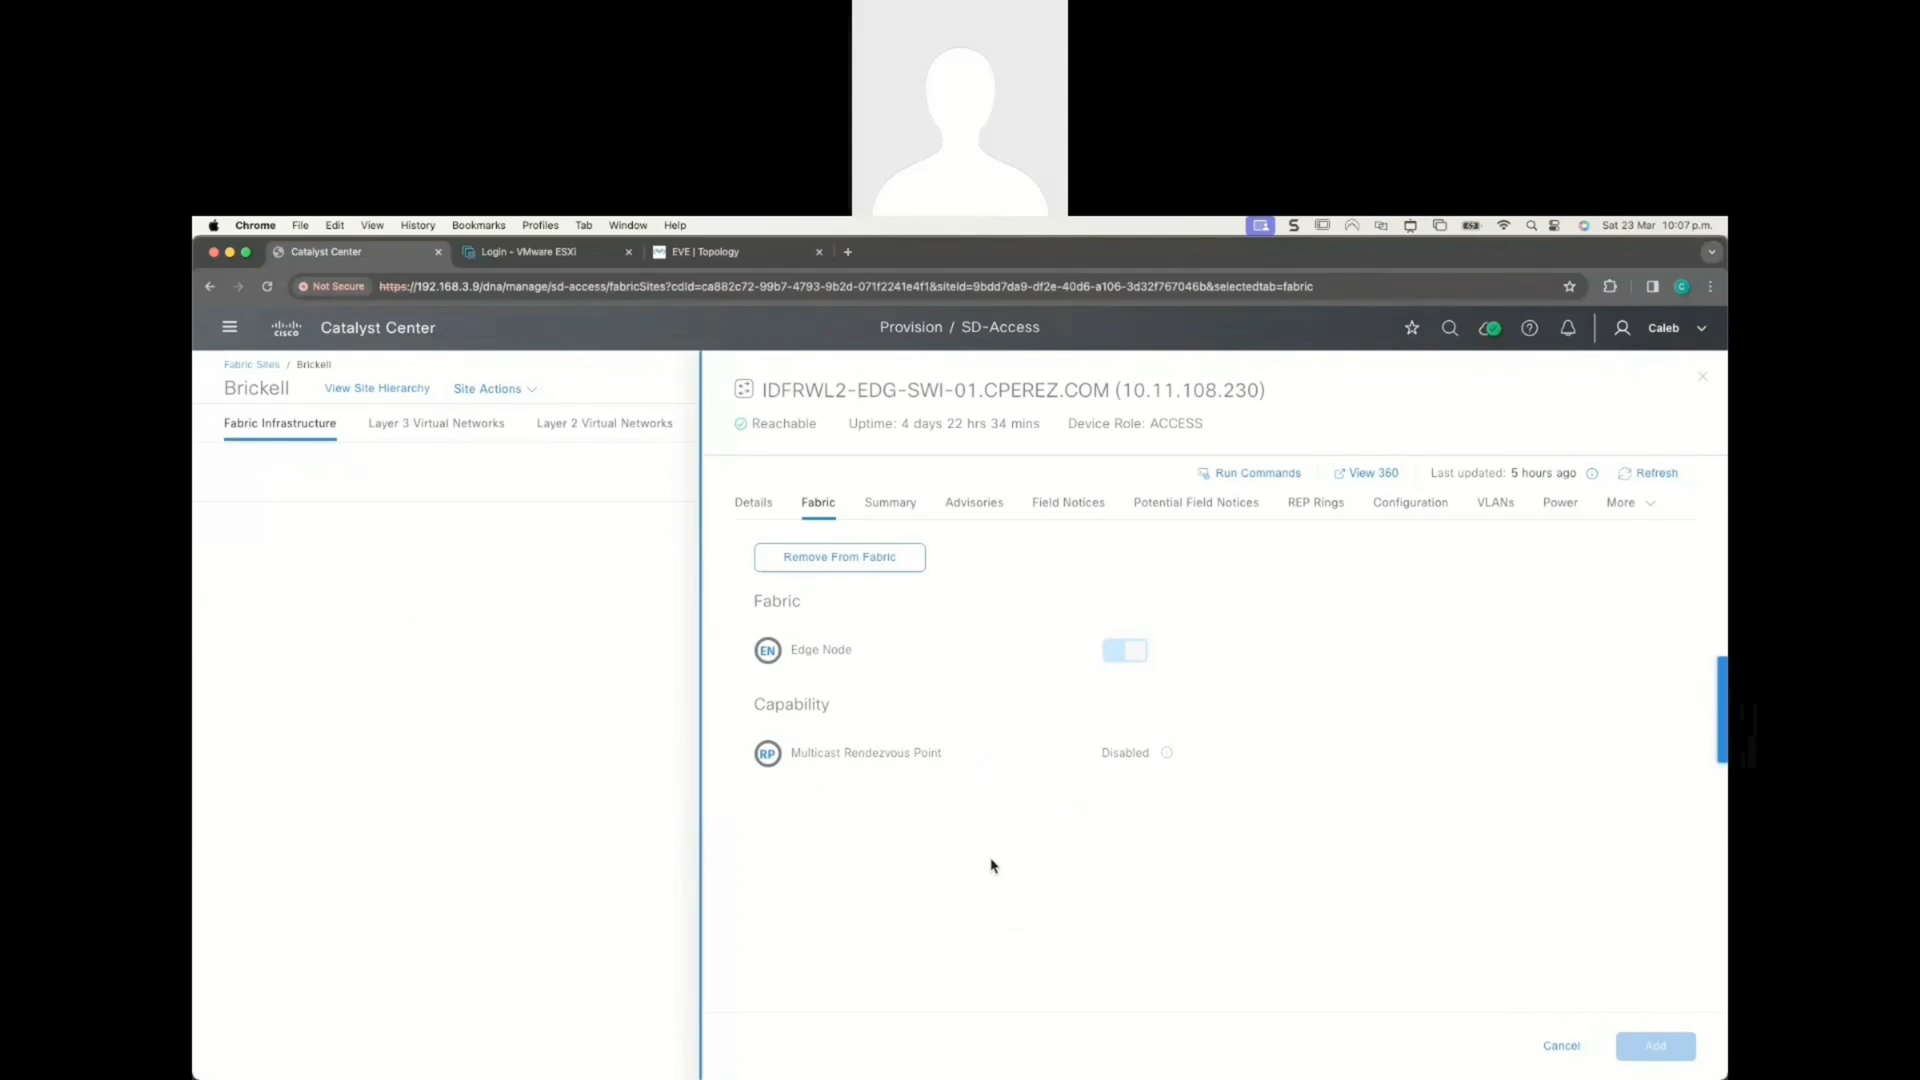 Chrome File Edit View History Bookmarks Profiles Tab Window Help Sat 23 Mar 10:07 p.m.
Catalyst Center Login - VMware ESXi EVE | Topology
Not Secure https://192.168.3.9/dna/manage/sd-access/fabricSites?cdId=ca882c72-99b7-4793-9b2d-071f2241e4f1&siteId=9bdd7da9-df2e-40d6-a106-3d32f767046b&selectedtab=fabric
CISCO Catalyst Center Provision / SD-Access Caleb
Fabric Sites / Brickell
Brickell View Site Hierarchy Site Actions
Fabric Infrastructure Layer 3 Virtual Networks Layer 2 Virtual Networks
IDFRWL2-EDG-SWI-01.CPEREZ.COM (10.11.108.230)
Reachable Uptime: 4 days 22 hrs 34 mins Device Role: ACCESS
Run Commands View 360 Last updated: 5 hours ago Refresh
Details Fabric Summary Advisories Field Notices Potential Field Notices REP Rings Configuration VLANs Power More
Remove From Fabric
Fabric
EN Edge Node
Capability
RP Multicast Rendezvous Point Disabled
Cancel Add